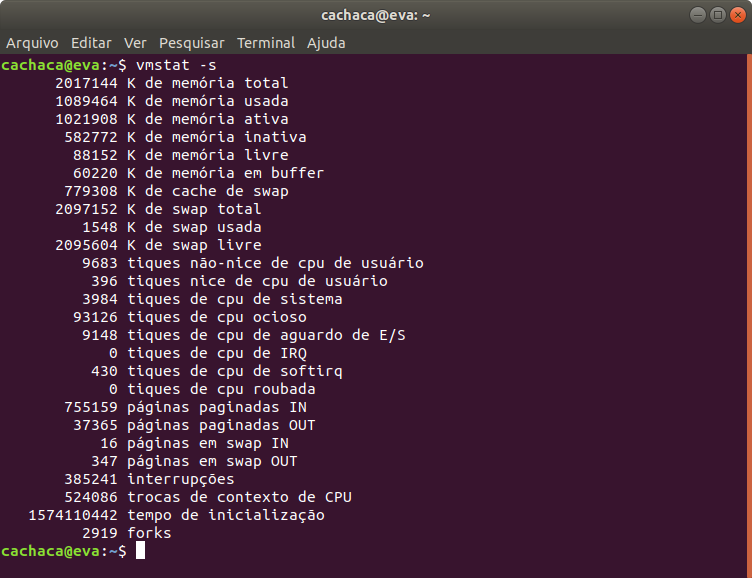 cachaca@eva: ~
Arquivo Editar Ver Pesquisar Terminal Ajuda
cachaca@eva:~$ vmstat -s
2017144 K de memória total
1089464 K de memória usada
1021908 K de memória ativa
582772 K de memória inativa
88152 K de memória livre
60220 K de memória em buffer
779308 K de cache de swap
2097152 K de swap total
1548 K de swap usada
2095604 K de swap livre
9683 tiques não-nice de cpu de usuário
396 tiques nice de cpu de usuário
3984 tiques de cpu de sistema
93126 tiques de cpu ocioso
9148 tiques de cpu de aguardo de E/S
0 tiques de cpu de IRQ
430 tiques de cpu de softirq
0 tiques de cpu roubada
755159 páginas paginadas IN
37365 páginas paginadas OUT
16 páginas em swap IN
347 páginas em swap OUT
385241 interrupções
524086 trocas de contexto de CPU
1574110442 tempo de inicialização
2919 forks
cachaca@eva:~$